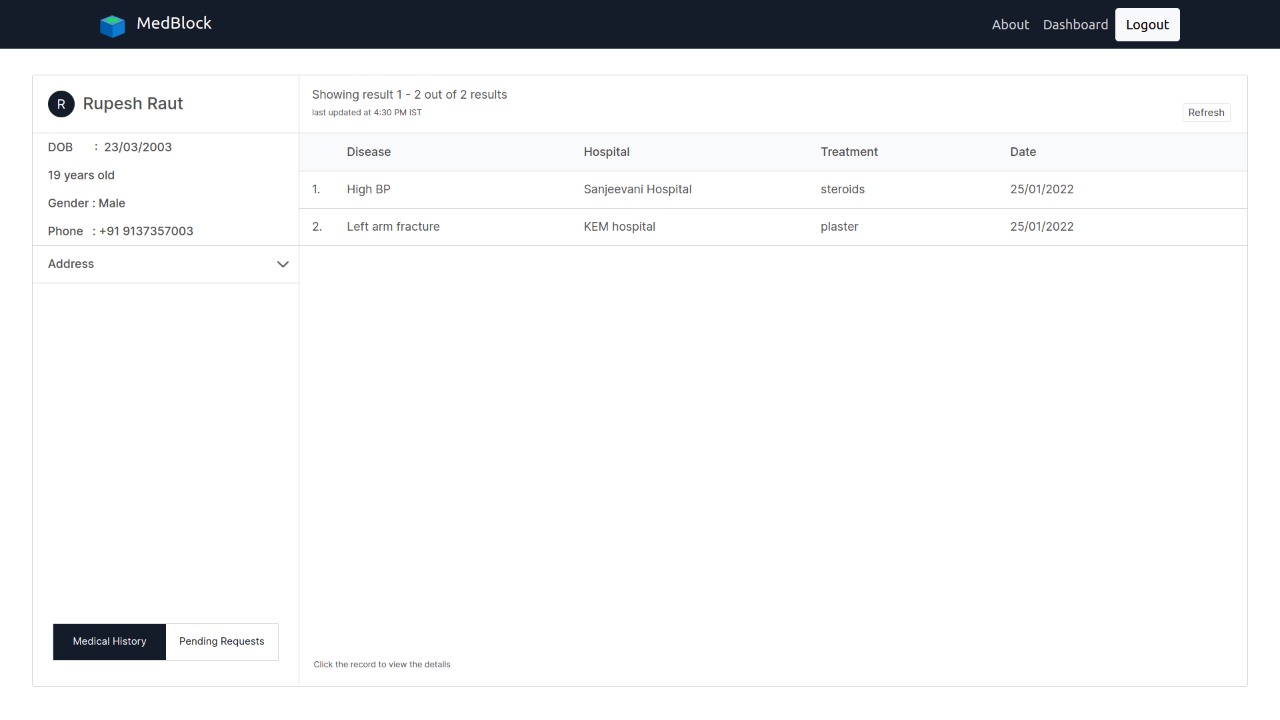 MedBlock
About Dashboard Logout
R Rupesh Raut
DOB : 23/03/2003
19 years old
Gender : Male
Phone : +91 9137357003
Address
Medical History Pending Requests
Showing result 1 - 2 out of 2 results
last updated at 4:30 PM IST
Refresh
Disease Hospital Treatment Date
1. High BP Sanjeevani Hospital steroids 25/01/2022
2. Left arm fracture KEM hospital plaster 25/01/2022
Click the record to view the details